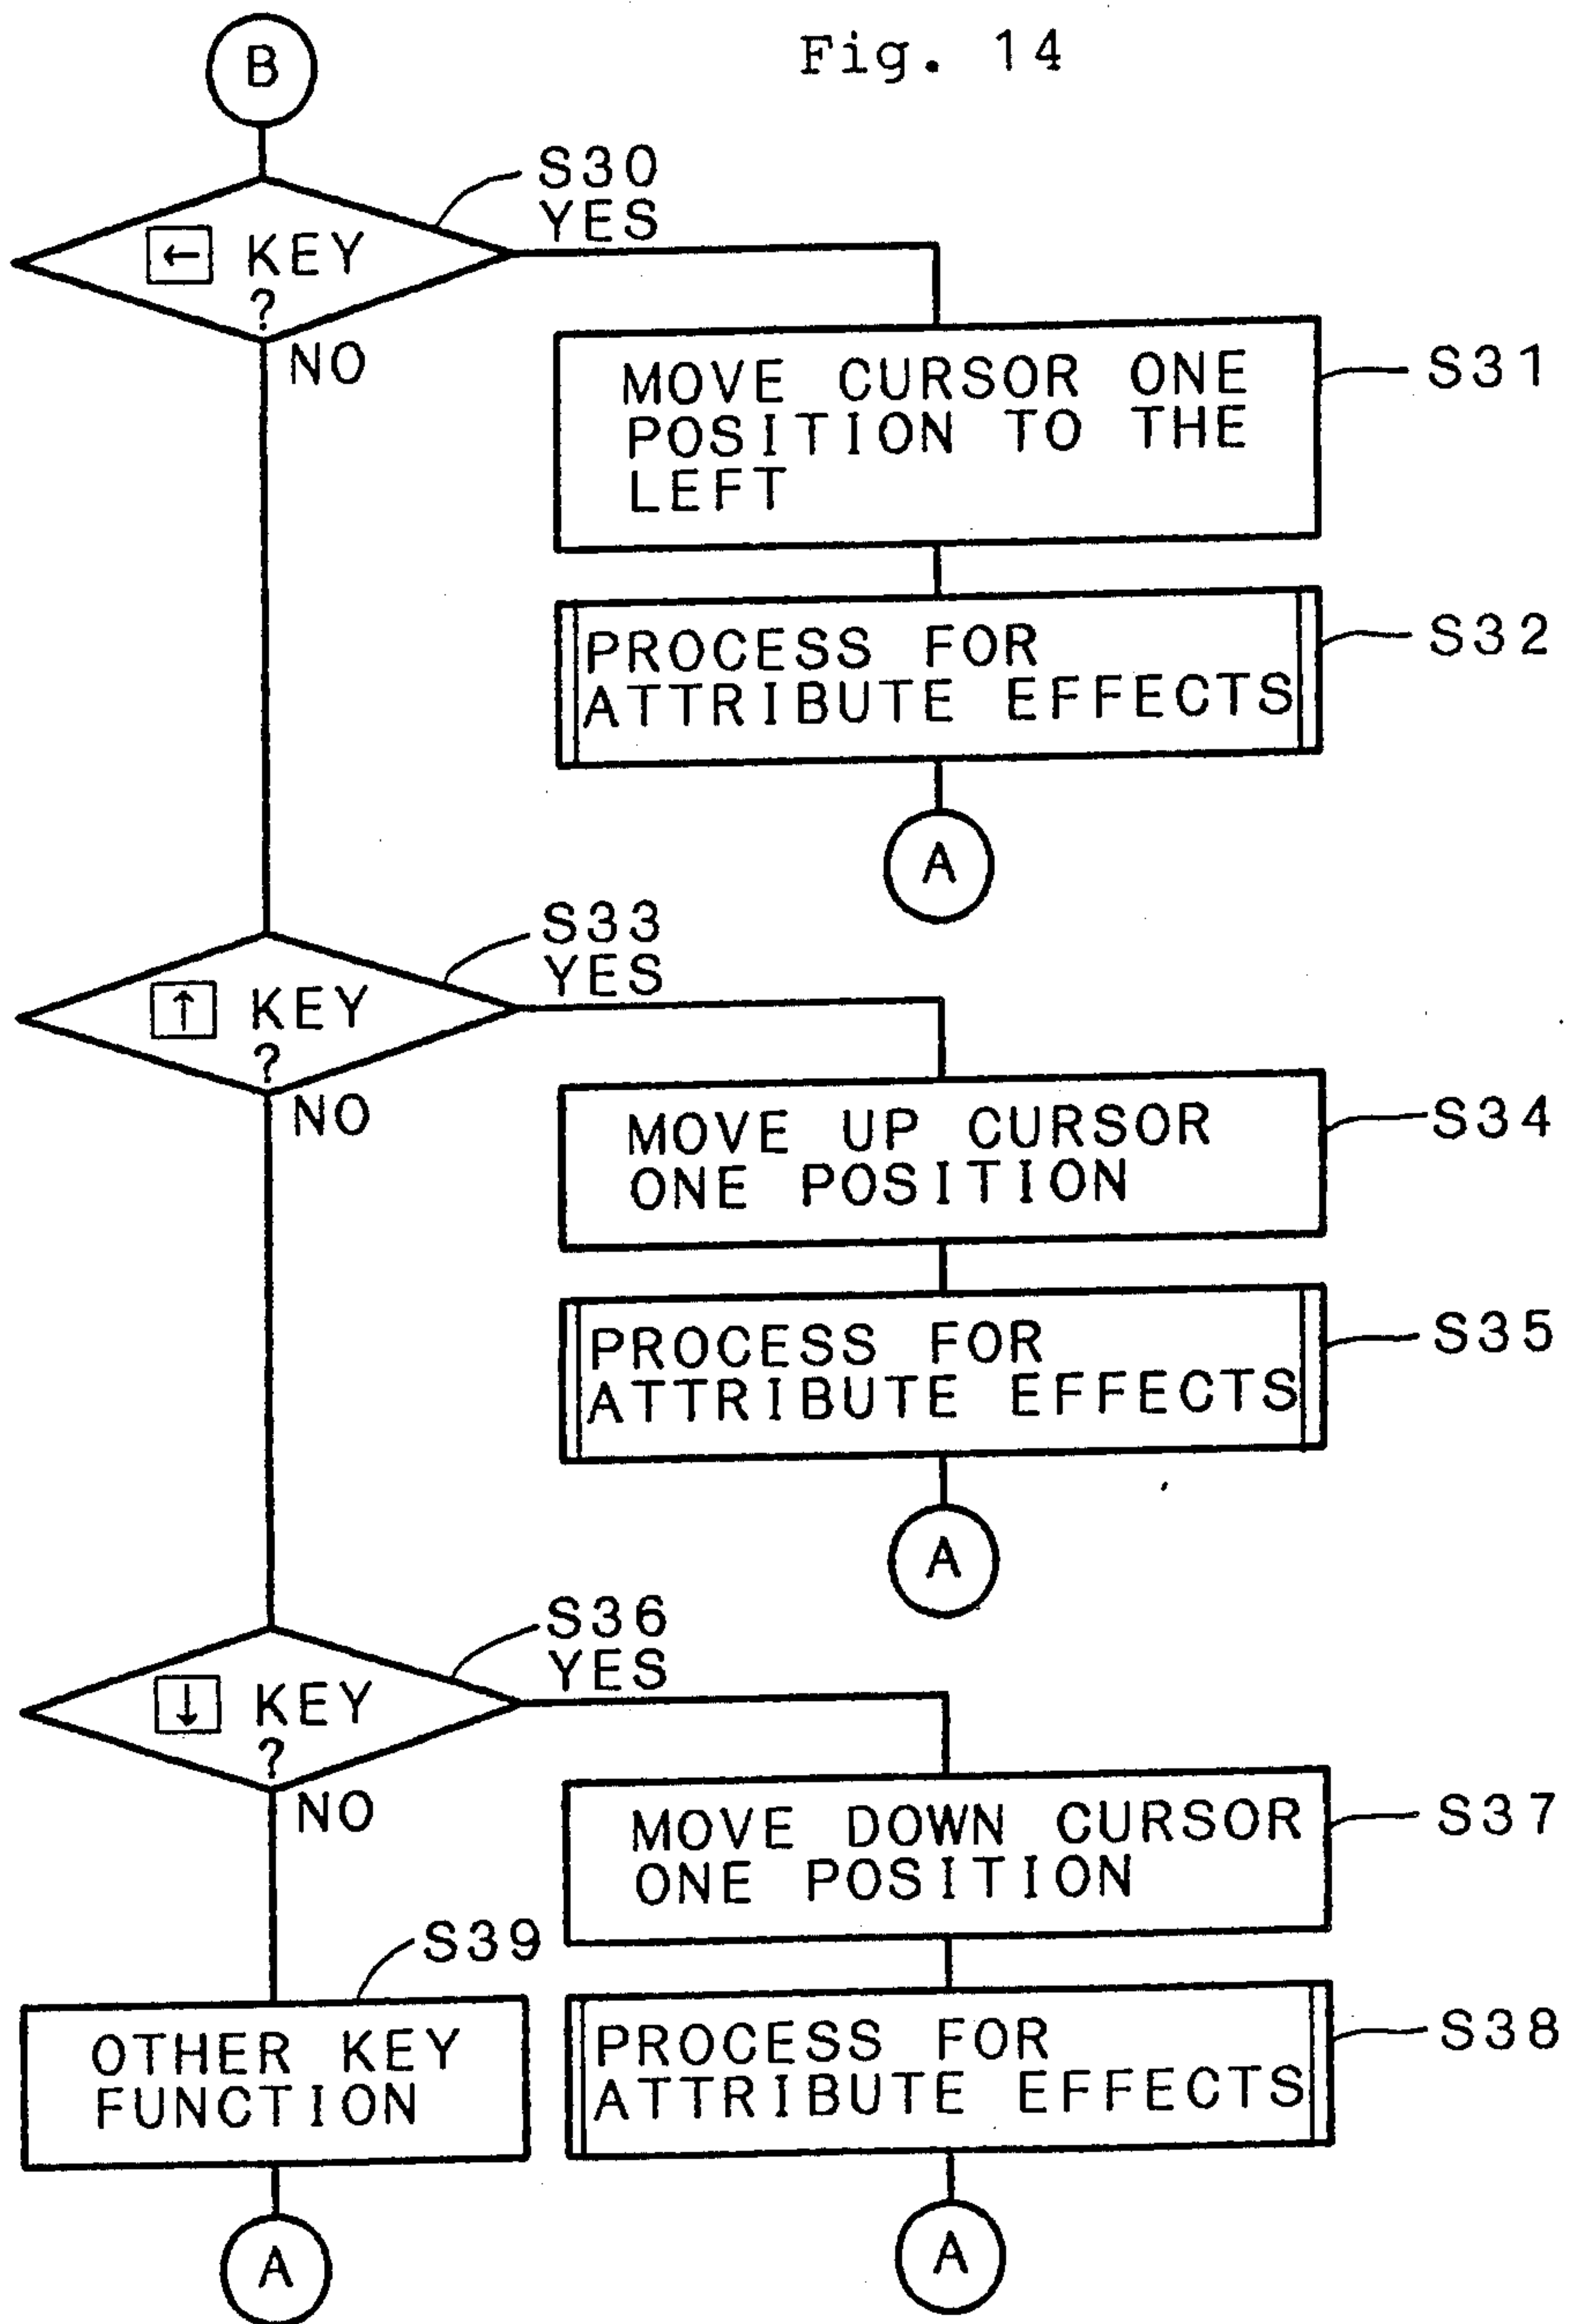 Fig. 14
B
S30
YES
← KEY
?
NO
MOVE CURSOR ONE
POSITION TO THE
LEFT
S31
PROCESS FOR
ATTRIBUTE EFFECTS
S32
A
S33
YES
↑ KEY
?
NO
MOVE UP CURSOR
ONE POSITION
S34
PROCESS FOR
ATTRIBUTE EFFECTS
S35
A
S36
YES
↓ KEY
?
NO
MOVE DOWN CURSOR
ONE POSITION
S37
S39
OTHER KEY
FUNCTION
PROCESS FOR
ATTRIBUTE EFFECTS
S38
A
A